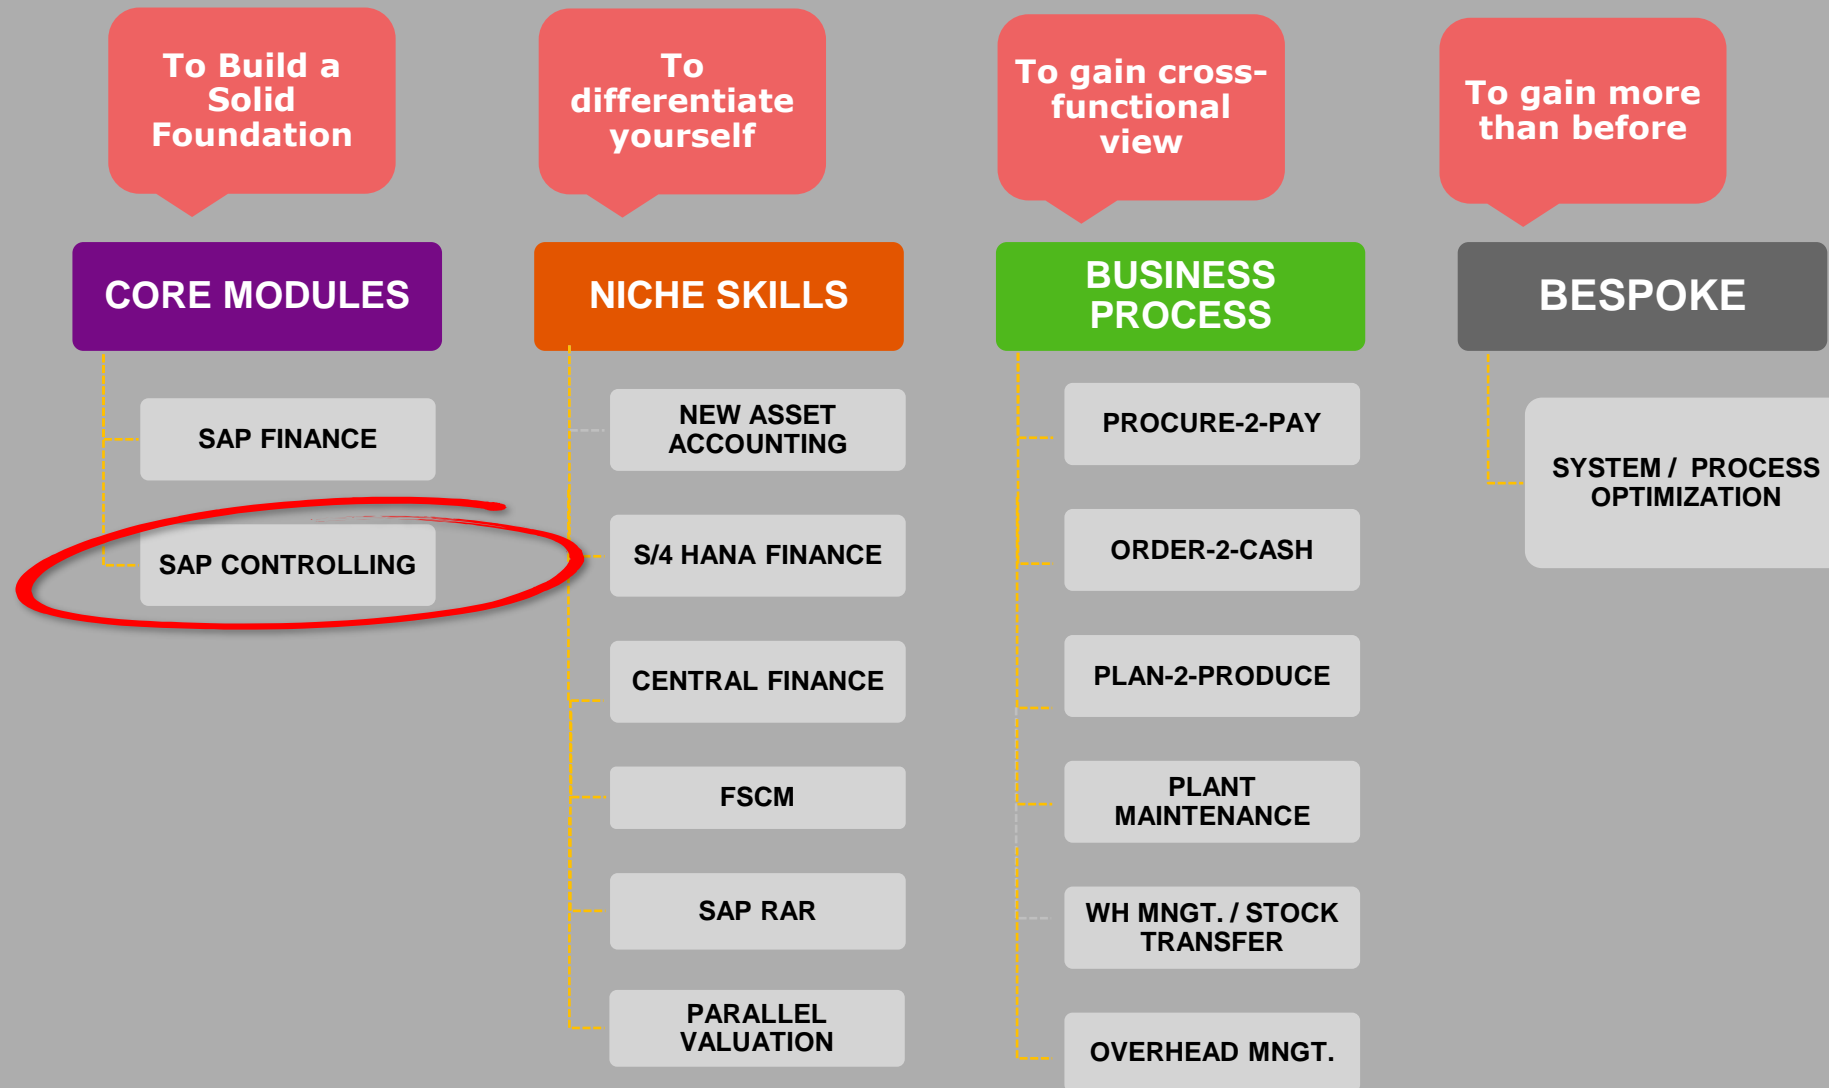 To Build a
Solid
Foundation
To
differentiate
yourself
To gain cross-
functional
view
To gain more
than before
CORE MODULES
NICHE SKILLS
BUSINESS
PROCESS
BESPOKE
SAP FINANCE
SAP CONTROLLING
NEW ASSET
ACCOUNTING
S/4 HANA FINANCE
CENTRAL FINANCE
FSCM
SAP RAR
PARALLEL
VALUATION
PROCURE-2-PAY
ORDER-2-CASH
PLAN-2-PRODUCE
PLANT
MAINTENANCE
WH MNGT. / STOCK
TRANSFER
OVERHEAD MNGT.
SYSTEM / PROCESS
OPTIMIZATION